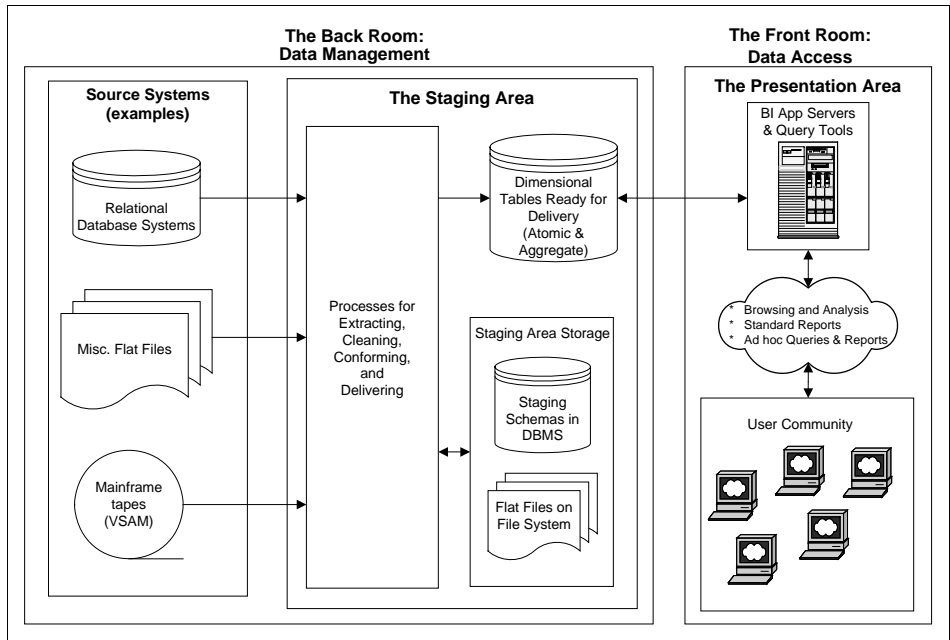 The Back Room:
Data Management
The Front Room:
Data Access
Source Systems
(examples)
Relational
Database Systems
Misc. Flat Files
Mainframe
tapes
(VSAM)
The Staging Area
Processes for
Extracting,
Cleaning,
Conforming,
and
Delivering
Dimensional
Tables Ready for
Delivery
(Atomic &
Aggregate)
Staging Area Storage
Staging
Schemas in
DBMS
Flat Files on
File System
The Presentation Area
BI App Servers
& Query Tools
* Browsing and Analysis
* Standard Reports
* Ad hoc Queries & Reports
User Community